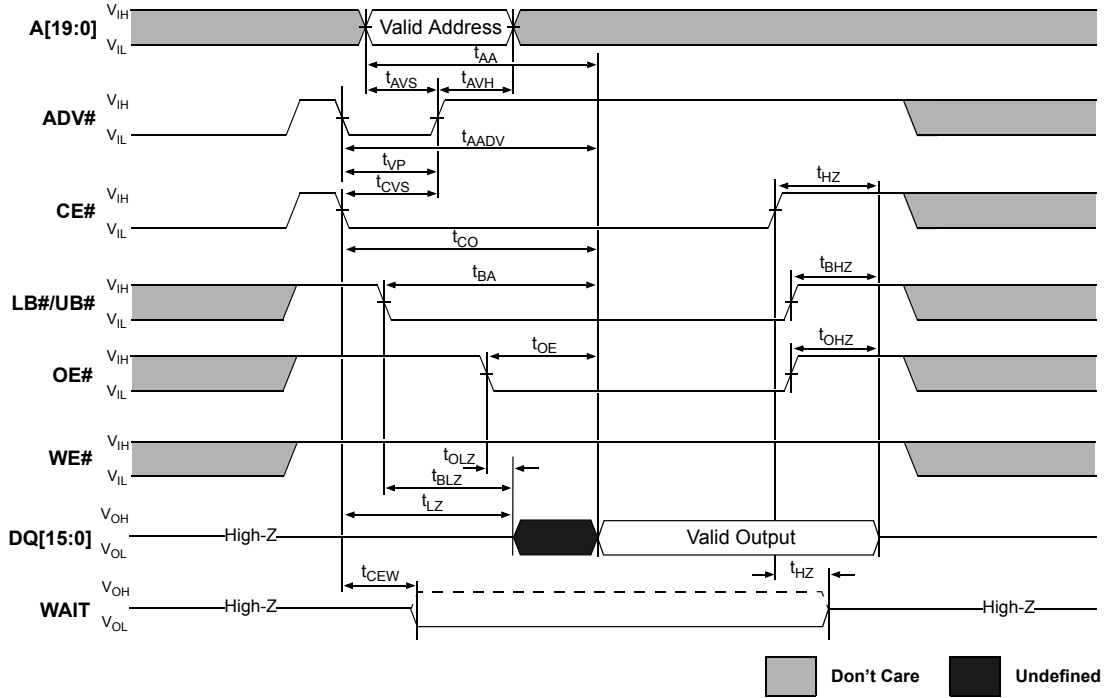 A[19:0] VIH Valid Address
VIL
tAA
tAVS tAVH
ADV# VIH
VIL
tAADV
tVP
tCVS
CE# VIH tHZ
VIL
tCO
LB#/UB# VIH tBA tBHZ
VIL
OE# VIH tOE tOHZ
VIL
WE# VIH
VIL
tOLZ
tBLZ
tLZ
DQ[15:0] VOH High-Z Valid Output
VOL
tCEW tHZ
WAIT VOH High-Z High-Z
VOL
Don't Care Undefined